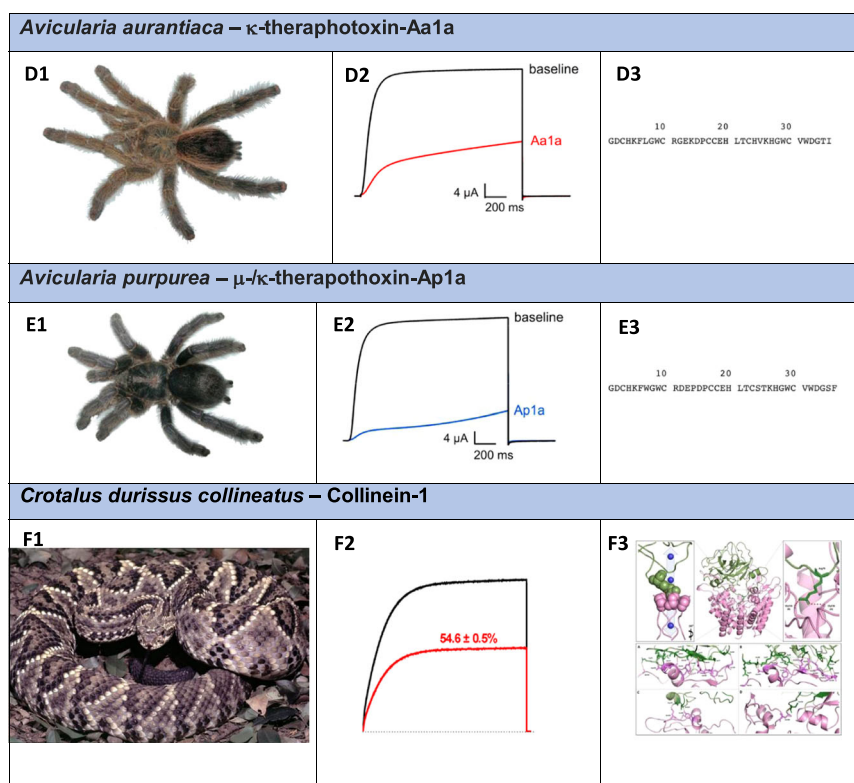 Avicularia aurantiaca – κ-theraphotoxin-Aa1a
D1
D2
baseline
Aa1a
4 µA
200 ms
D3
10 20 30
GDCHKFLGWC RGEKDPCCEH LTCHVKHGWC VWDGTI
Avicularia purpurea – µ-/κ-therapothoxin-Ap1a
E1
E2
baseline
Ap1a
4 µA
200 ms
E3
10 20 30
GDCHKFWGWC RDEPDPCCEH LTCSTKHGWC VWDGSF
Crotalus durissus collineatus – Collinein-1
F1
F2
54.6 ± 0.5%
F3